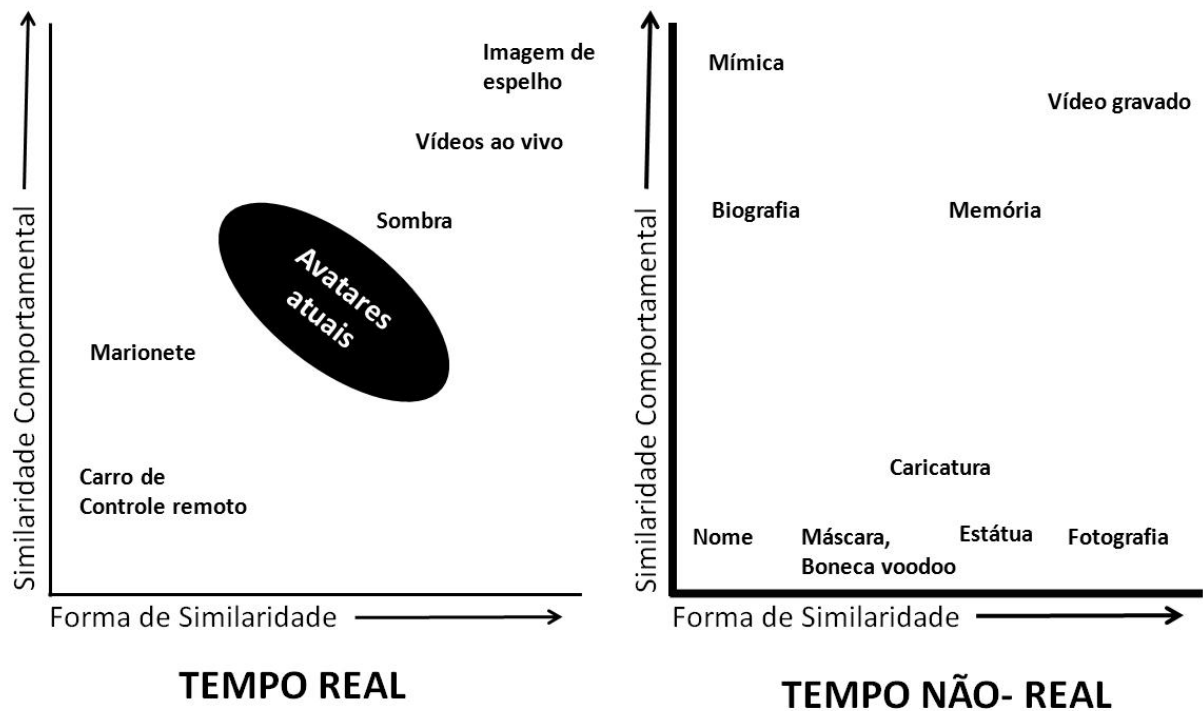 Similaridade Comportamental
Imagem de
espelho
Vídeos ao vivo
Sombra
Avatares
atuais
Marionete
Carro de
Controle remoto
Forma de Similaridade
TEMPO REAL
Similaridade Comportamental
Mímica
Vídeo gravado
Biografia
Memória
Caricatura
Nome
Máscara,
Boneca voodoo
Estátua
Fotografia
Forma de Similaridade
TEMPO NÃO- REAL